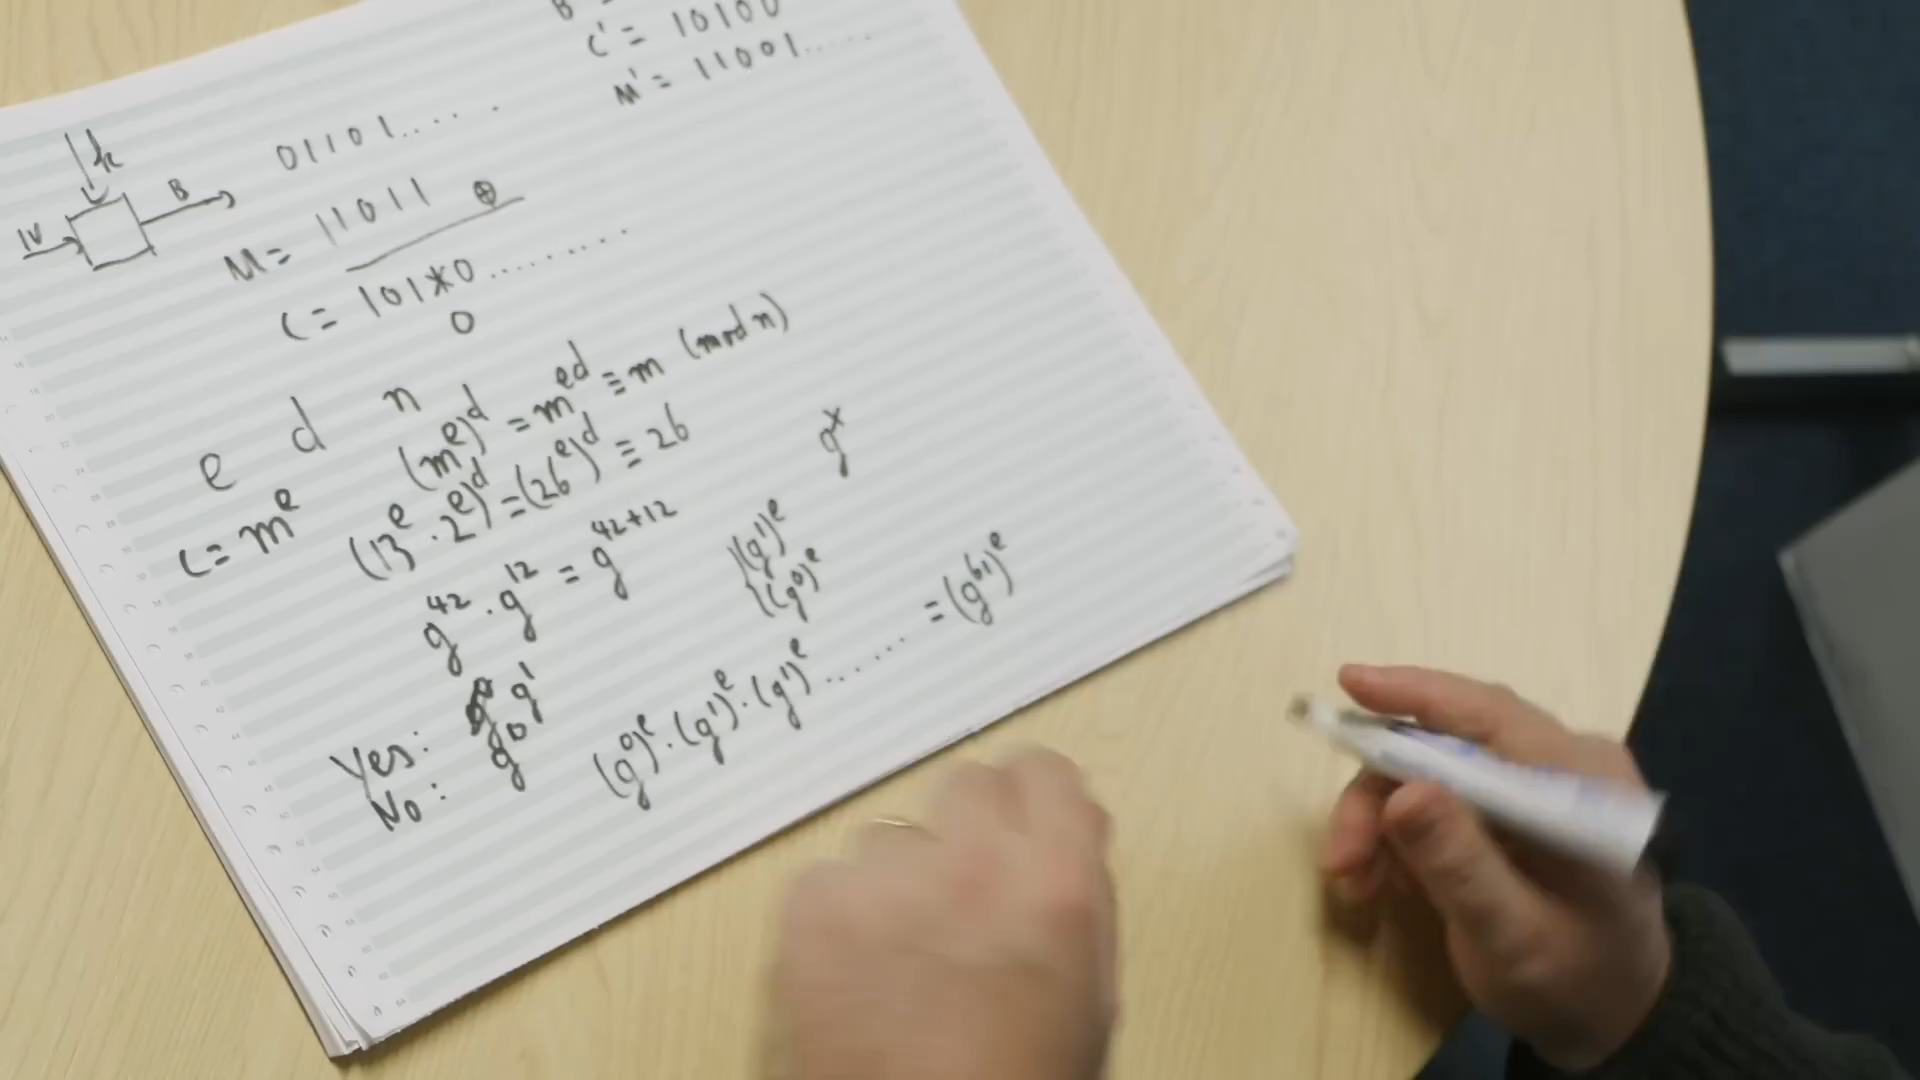 B =
C' = 10100
M' = 11001.....
k
IV
B
01101.....
M = 11011 ⊕
C = 101*0.........
0
e d n
C = m^e (m^e)^d = m^ed ≡ m (mod n)
(13^e · 2^e)^d = (26^e)^d ≡ 26
g^x
g^42 · g^12 = g^42+12
(g^1)^e
(g^0)^e
Yes: g^1
No: g^0
(g^0)^e · (g^1)^e · (g^1)^e ...... = (g^61)^e